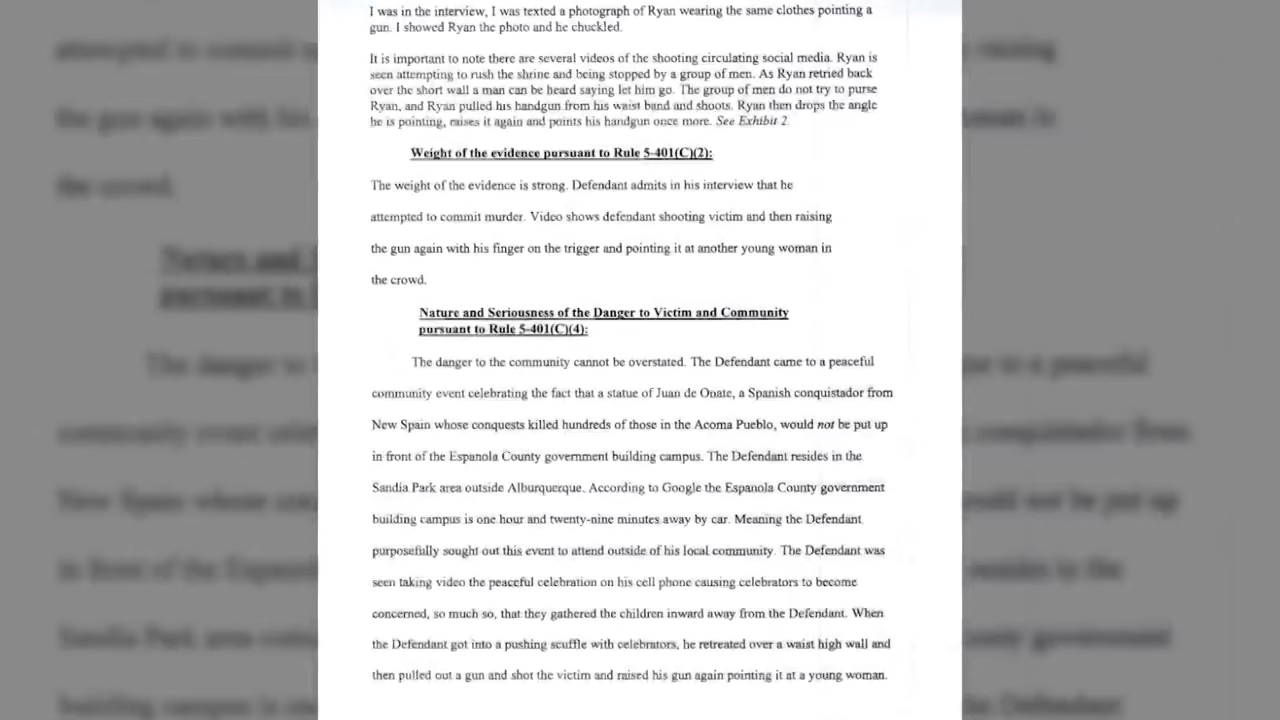 I was in the interview, I was texted a photograph of Ryan wearing the same clothes pointing a
gun. I showed Ryan the photo and he chuckled.
It is important to note there are several videos of the shooting circulating social media. Ryan is
seen attempting to rush the shrine and being stopped by a group of men. As Ryan retried back
over the short wall a man can be heard saying let him go. The group of men do not try to purse
Ryan, and Ryan pulled his handgun from his waist band and shoots. Ryan then drops the angle
he is pointing, raises it again and points his handgun once more. See Exhibit 2.
Weight of the evidence pursuant to Rule 5-401(C)(2):
The weight of the evidence is strong. Defendant admits in his interview that he
attempted to commit murder. Video shows defendant shooting victim and then raising
the gun again with his finger on the trigger and pointing it at another young woman in
the crowd.
Nature and Seriousness of the Danger to Victim and Community
pursuant to Rule 5-401(C)(4):
The danger to the community cannot be overstated. The Defendant came to a peaceful
community event celebrating the fact that a statue of Juan de Onate, a Spanish conquistador from
New Spain whose conquests killed hundreds of those in the Acoma Pueblo, would not be put up
in front of the Espanola County government building campus. The Defendant resides in the
Sandia Park area outside Alburquerque. According to Google the Espanola County government
building campus is one hour and twenty-nine minutes away by car. Meaning the Defendant
purposefully sought out this event to attend outside of his local community. The Defendant was
seen taking video the peaceful celebration on his cell phone causing celebrators to become
concerned, so much so, that they gathered the children inward away from the Defendant. When
the Defendant got into a pushing scuffle with celebrators, he retreated over a waist high wall and
then pulled out a gun and shot the victim and raised his gun again pointing it at a young woman.